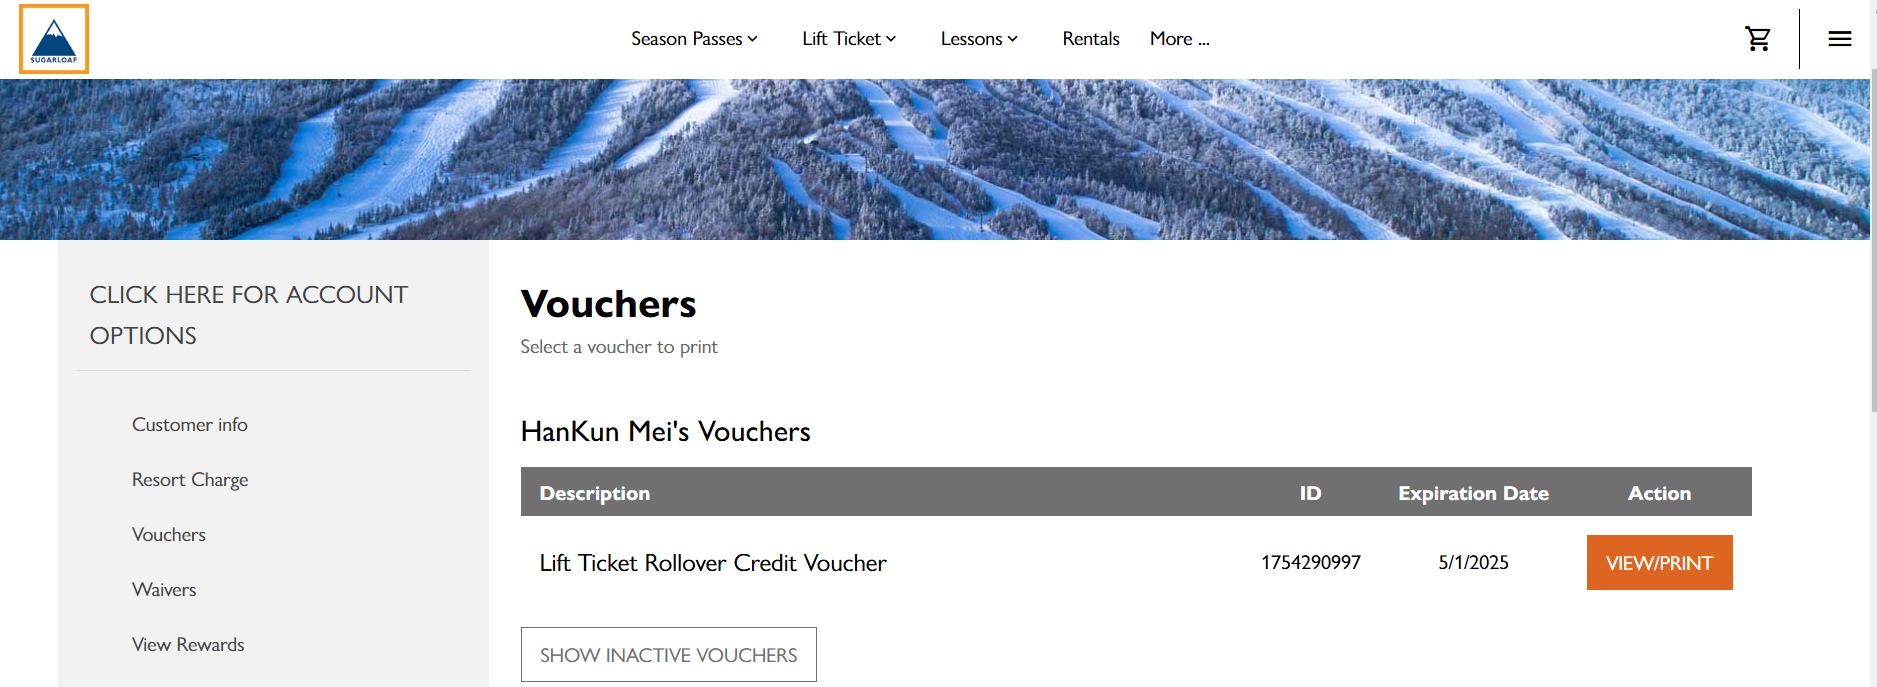 SUGARLOAF
Season Passes Lift Ticket Lessons Rentals More ...
CLICK HERE FOR ACCOUNT
OPTIONS
Customer info
Resort Charge
Vouchers
Waivers
View Rewards
Vouchers
Select a voucher to print
HanKun Mei's Vouchers
Description ID Expiration Date Action
Lift Ticket Rollover Credit Voucher 1754290997 5/1/2025 VIEW/PRINT
SHOW INACTIVE VOUCHERS